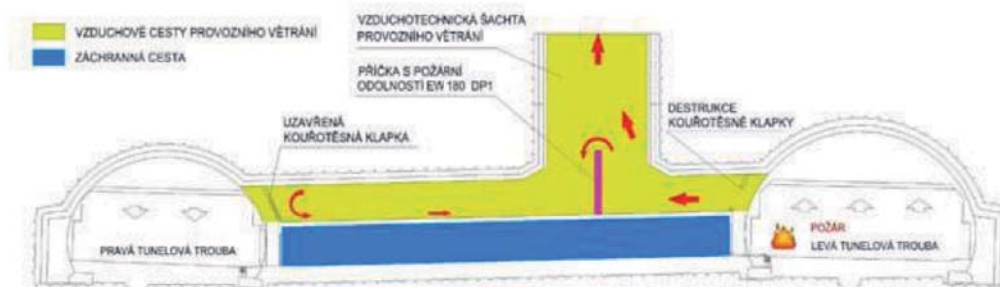 VZDUCHOVÉ CESTY PROVOZNÍHO VĚTRÁNÍ
ZÁCHRANNÁ CESTA
VZDUCHOTECHNICKÁ ŠACHTA
PROVOZNÍHO VĚTRÁNÍ
PŘÍČKA S POŽÁRNÍ
ODOLNOSTÍ EW 180 DP1
UZAVŘENÁ
KOUŘOTĚSNÁ KLAPKA
DESTRUKCE
KOUŘOTĚSNÉ KLAPKY
PRAVÁ TUNELOVÁ TROUBA
POŽÁR
LEVÁ TUNELOVÁ TROUBA